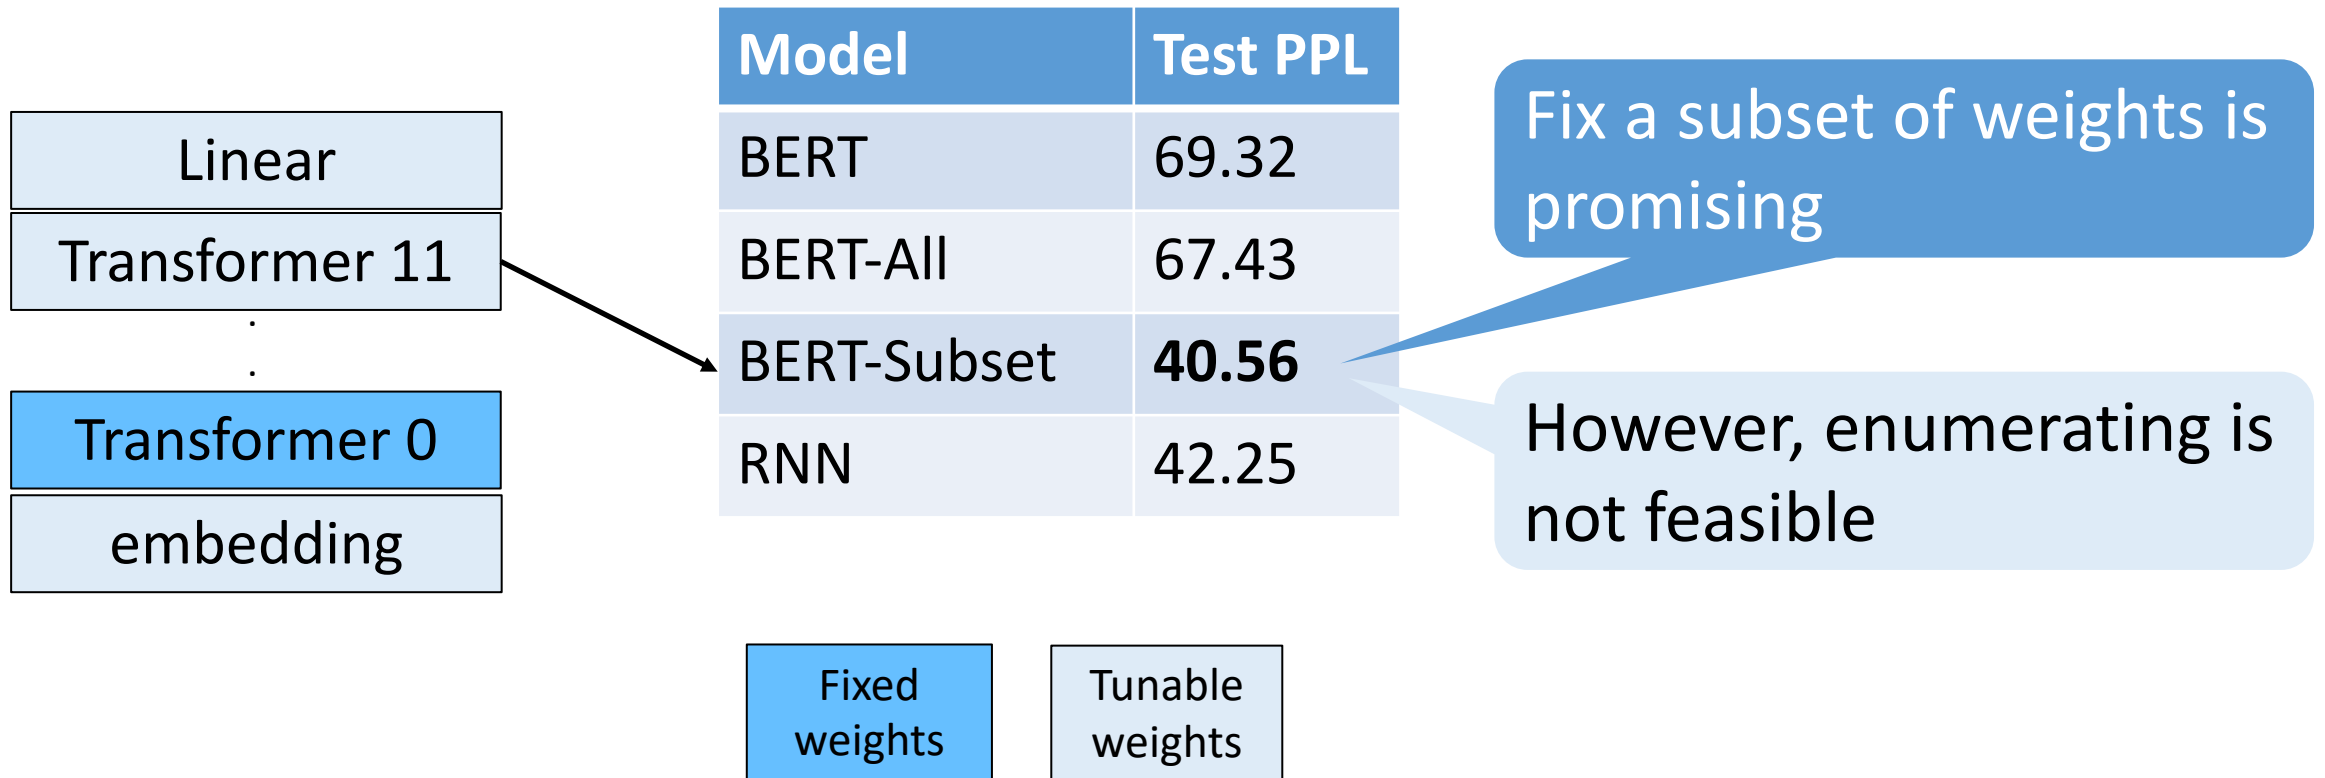 Linear
Transformer 11
.
.
Transformer 0
embedding
Model Test PPL
BERT 69.32
BERT-All 67.43
BERT-Subset 40.56
RNN 42.25
Fix a subset of weights is
promising
However, enumerating is
not feasible
Fixed
weights
Tunable
weights